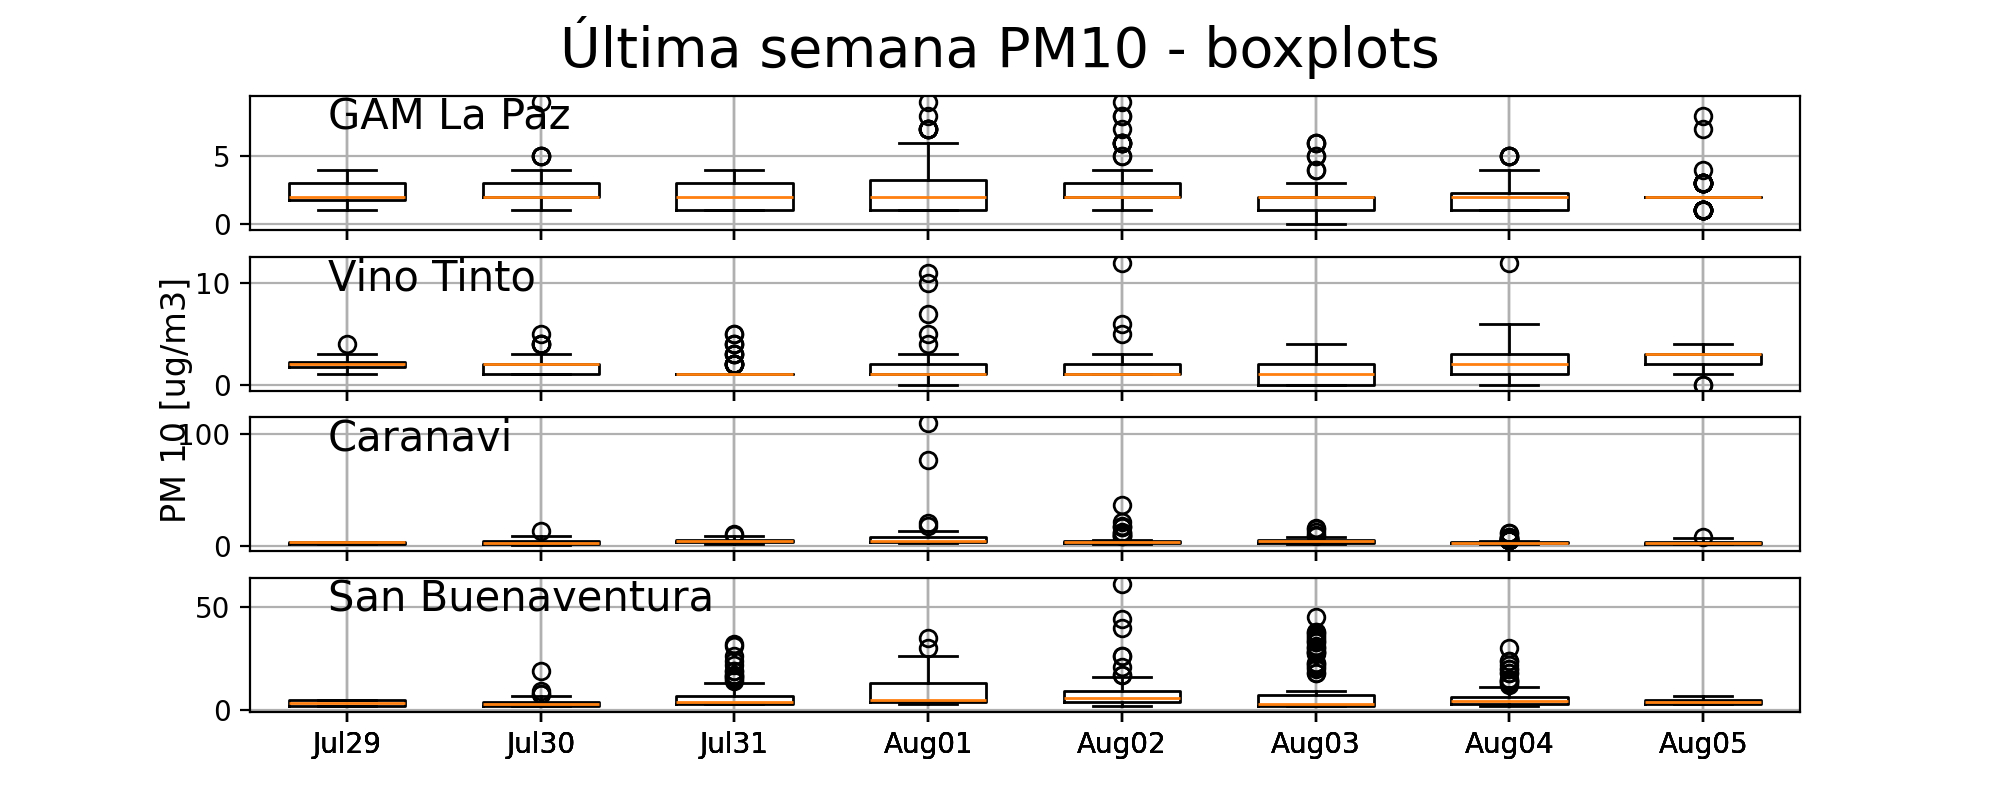 Última semana PM10 - boxplots
GAM La Paz
5
0
Vino Tinto
10
0
PM 10 [ug/m3]
Caranavi
100
0
San Buenaventura
50
0
Jul29 Jul30 Jul31 Aug01 Aug02 Aug03 Aug04 Aug05